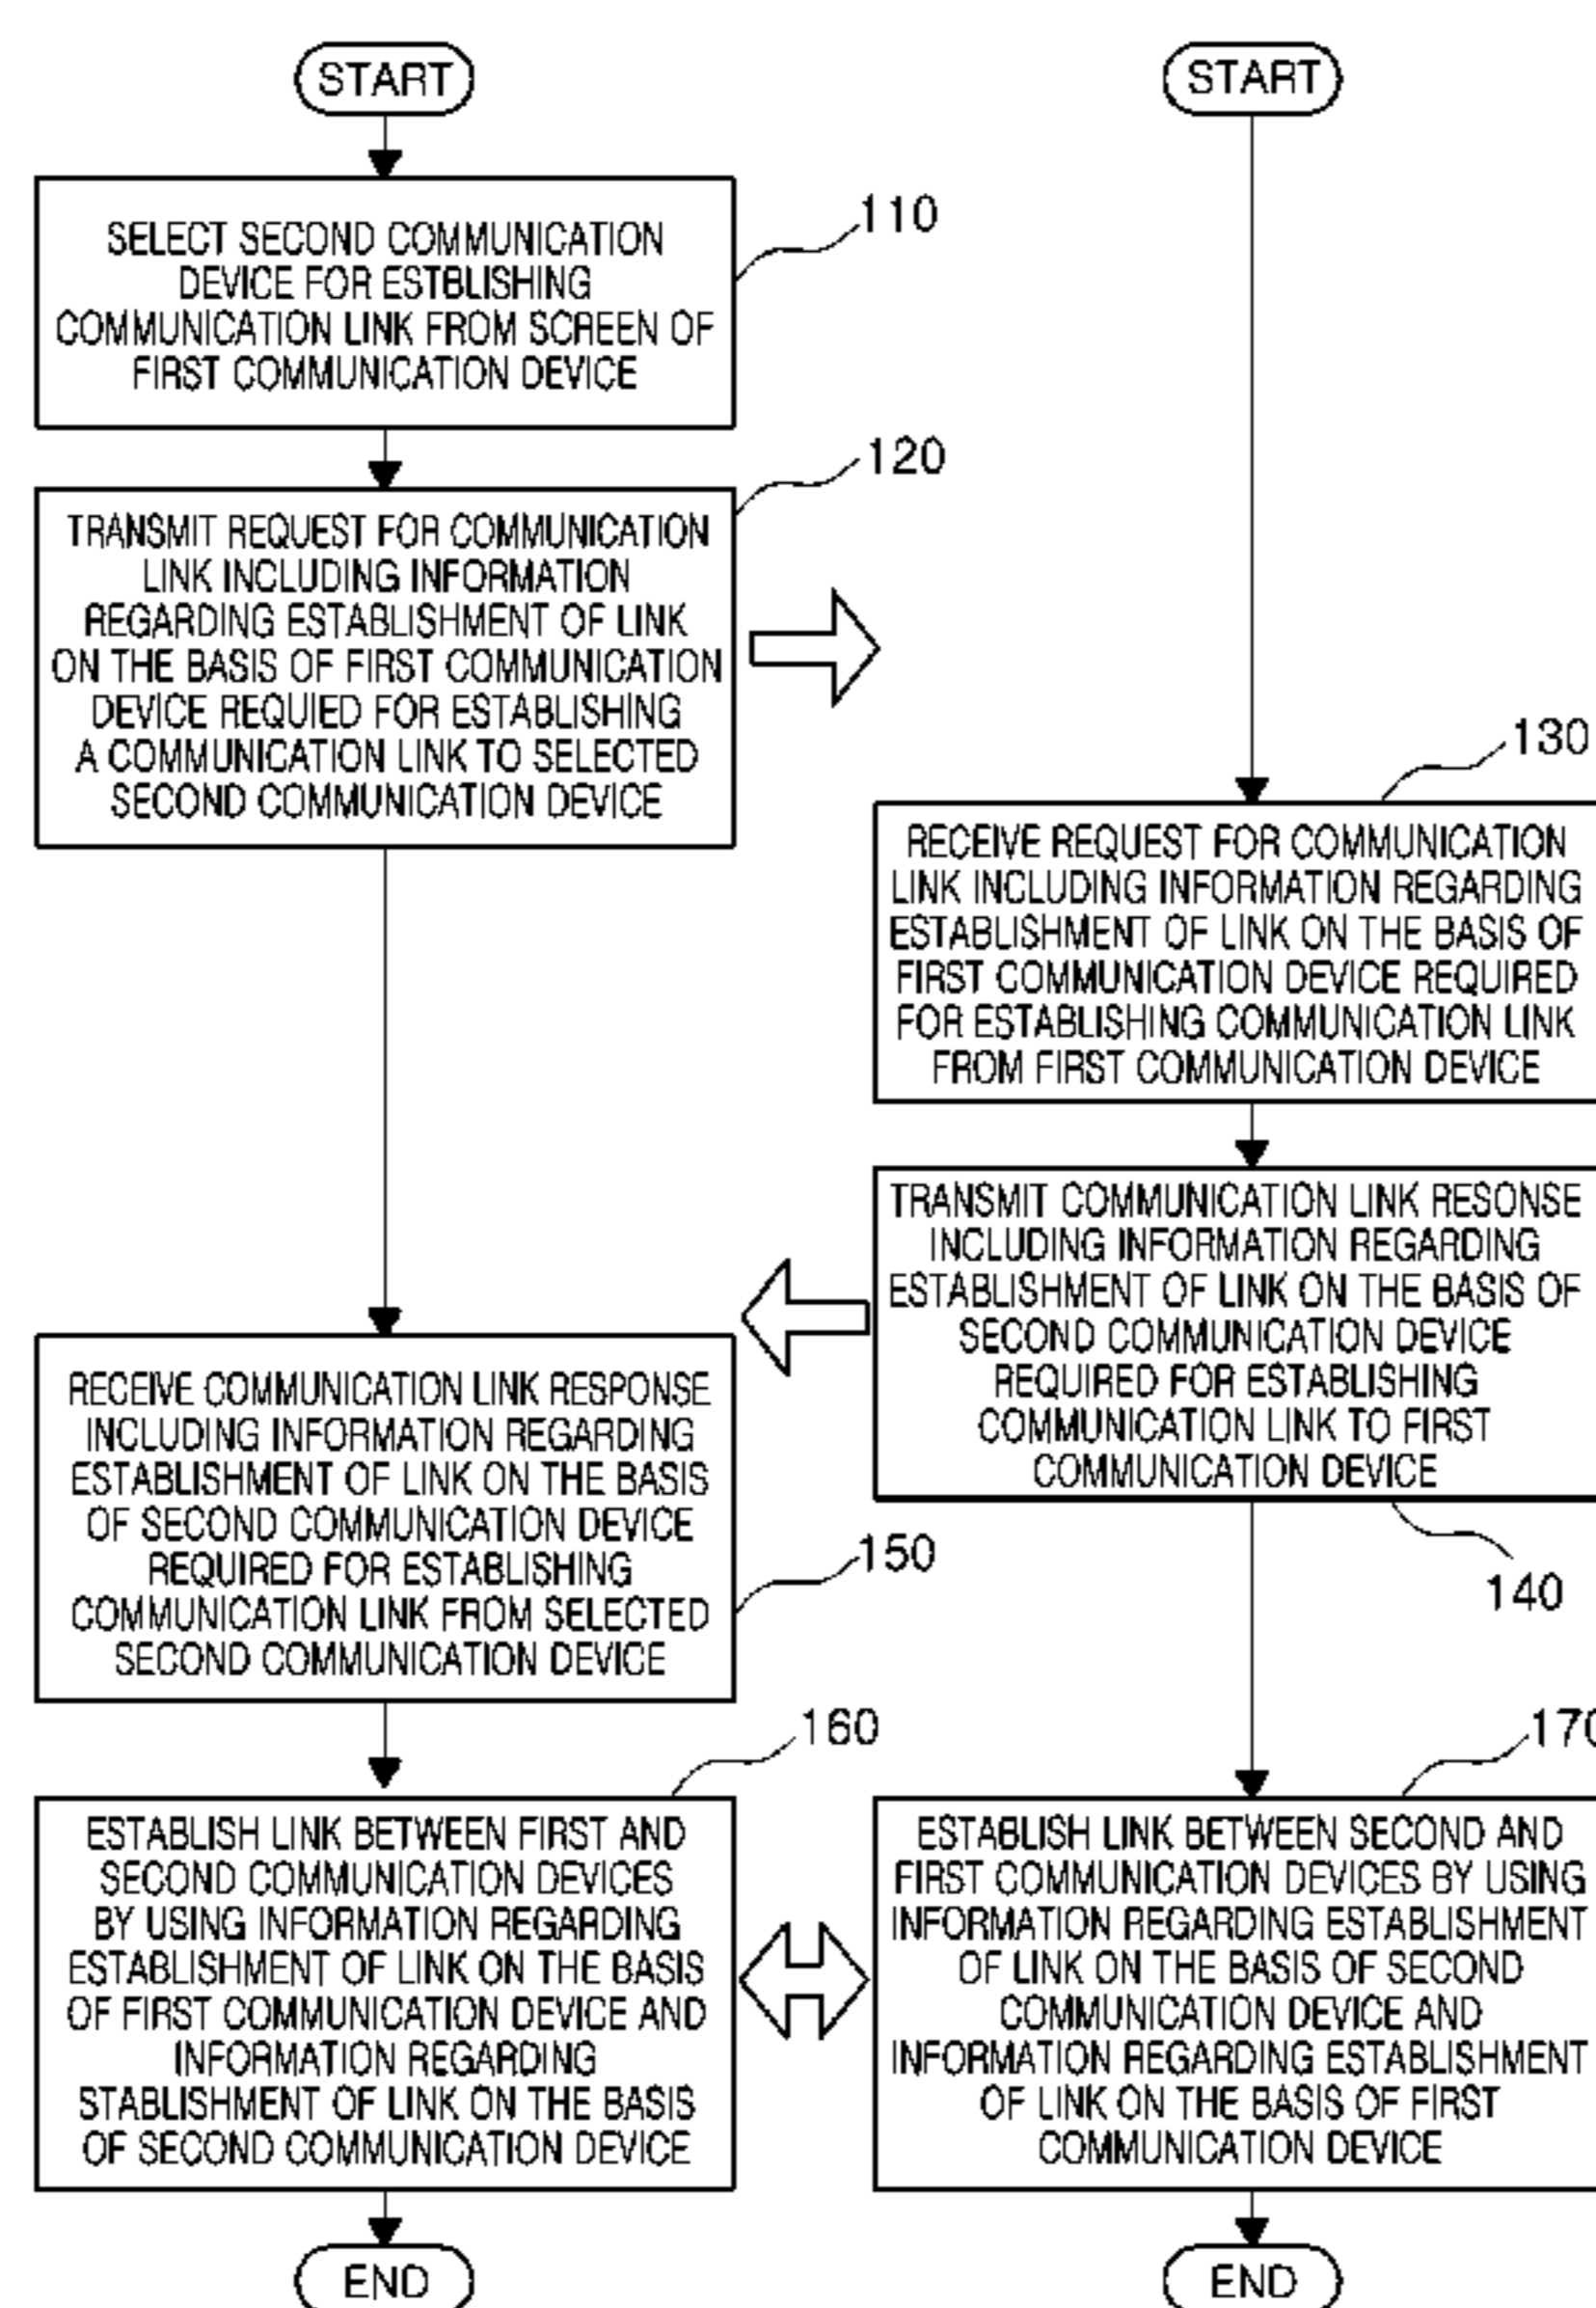 START
SELECT SECOND COMMUNICATION
DEVICE FOR ESTBLISHING
COMMUNICATION LINK FROM SCREEN OF
FIRST COMMUNICATION DEVICE
110
TRANSMIT REQUEST FOR COMMUNICATION
LINK INCLUDING INFORMATION
REGARDING ESTABLISHMENT OF LINK
ON THE BASIS OF FIRST COMMUNICATION
DEVICE REQUIED FOR ESTABLISHING
A COMMUNICATION LINK TO SELECTED
SECOND COMMUNICATION DEVICE
120
START
130
RECEIVE REQUEST FOR COMMUNICATION
LINK INCLUDING INFORMATION REGARDING
ESTABLISHMENT OF LINK ON THE BASIS OF
FIRST COMMUNICATION DEVICE REQUIRED
FOR ESTABLISHING COMMUNICATION LINK
FROM FIRST COMMUNICATION DEVICE
TRANSMIT COMMUNICATION LINK RESONSE
INCLUDING INFORMATION REGARDING
ESTABLISHMENT OF LINK ON THE BASIS OF
SECOND COMMUNICATION DEVICE
REQUIRED FOR ESTABLISHING
COMMUNICATION LINK TO FIRST
COMMUNICATION DEVICE
140
RECEIVE COMMUNICATION LINK RESPONSE
INCLUDING INFORMATION REGARDING
ESTABLISHMENT OF LINK ON THE BASIS
OF SECOND COMMUNICATION DEVICE
REQUIRED FOR ESTABLISHING
COMMUNICATION LINK FROM SELECTED
SECOND COMMUNICATION DEVICE
150
160
ESTABLISH LINK BETWEEN FIRST AND
SECOND COMMUNICATION DEVICES
BY USING INFORMATION REGARDING
ESTABLISHMENT OF LINK ON THE BASIS
OF FIRST COMMUNICATION DEVICE AND
INFORMATION REGARDING
STABLISHMENT OF LINK ON THE BASIS
OF SECOND COMMUNICATION DEVICE
END
170
ESTABLISH LINK BETWEEN SECOND AND
FIRST COMMUNICATION DEVICES BY USING
INFORMATION REGARDING ESTABLISHMENT
OF LINK ON THE BASIS OF SECOND
COMMUNICATION DEVICE AND
INFORMATION REGARDING ESTABLISHMENT
OF LINK ON THE BASIS OF FIRST
COMMUNICATION DEVICE
END